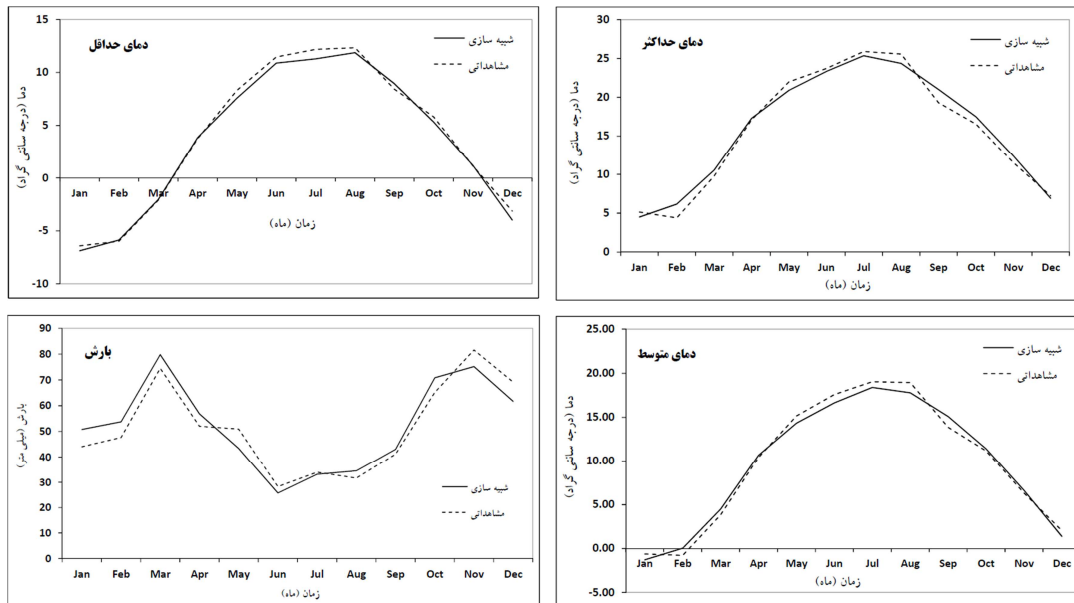 دمای حداقل
شبیه سازی
مشاهداتی
دما (درجه سانتی گراد)
15
10
5
0
-5
-10
Jan Feb Mar Apr May Jun Jul Aug Sep Oct Nov Dec
زمان (ماه)
دمای حداکثر
شبیه سازی
مشاهداتی
دما (درجه سانتی گراد)
30
25
20
15
10
5
0
Jan Feb Mar Apr May Jun Jul Aug Sep Oct Nov Dec
زمان (ماه)
بارش
شبیه سازی
مشاهداتی
بارش (میلی متر)
90
80
70
60
50
40
30
20
10
0
Jan Feb Mar Apr May Jun Jul Aug Sep Oct Nov Dec
زمان (ماه)
دمای متوسط
شبیه سازی
مشاهداتی
دما (درجه سانتی گراد)
25.00
20.00
15.00
10.00
5.00
0.00
-5.00
Jan Feb Mar Apr May Jun Jul Aug Sep Oct Nov Dec
زمان (ماه)